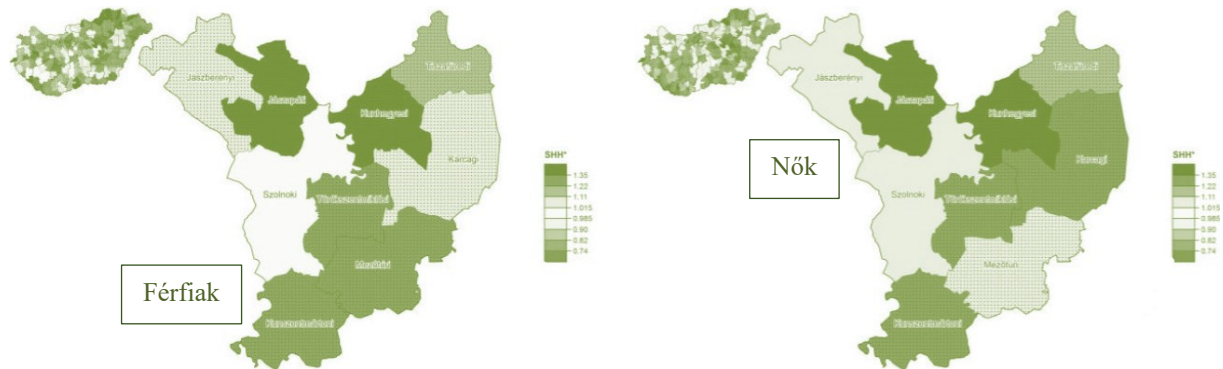 Jászberényi
Jászapáti
Kunhegyesi
Tiszafüredi
Karcagi
Szolnoki
Törökszentmiklósi
Mezőtúri
Kunszentmártoni
Férfiak
SHH*
1.35
1.22
1.11
1.015
0.985
0.90
0.82
0.74
Jászberényi
Jászapáti
Kunhegyesi
Tiszafüredi
Karcagi
Szolnoki
Törökszentmiklósi
Mezőtúri
Kunszentmártoni
Nők
SHH*
1.35
1.22
1.11
1.015
0.985
0.90
0.82
0.74